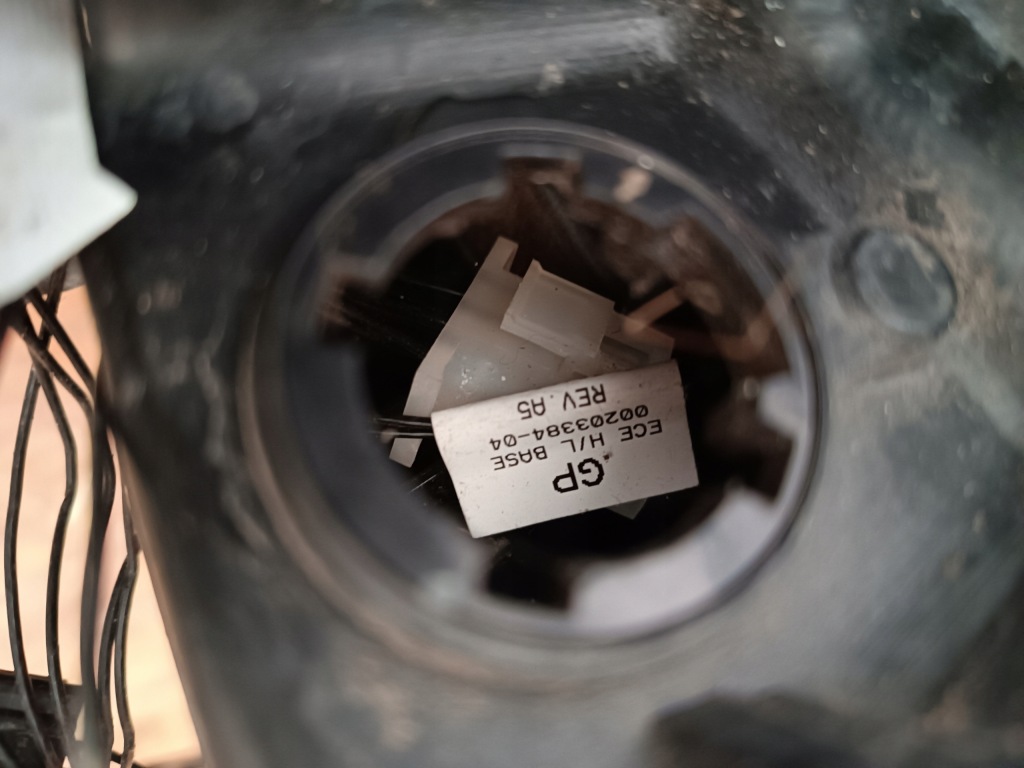 GP
ECE H/L BASE
00203384-04
REV.A5